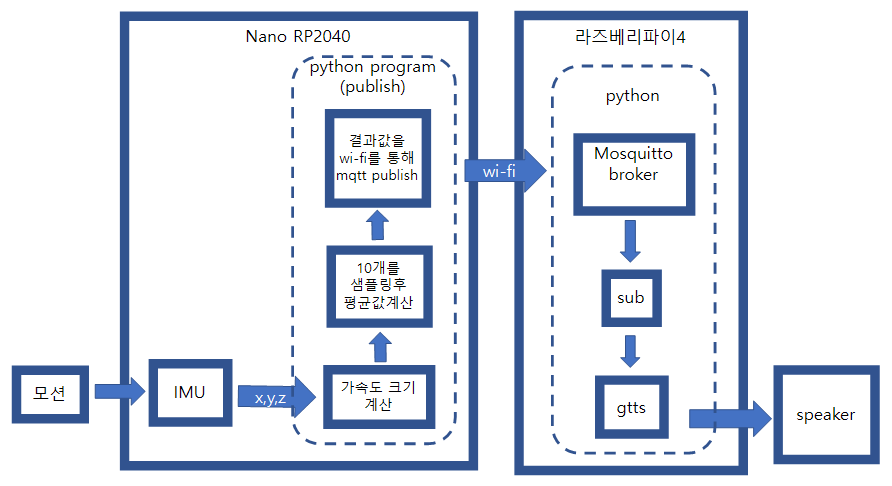 Nano RP2040
python program
(publish)
결과값을
wi-fi를 통해
mqtt publish
10개를
샘플링후
평균값계산
모션
IMU
x,y,z
가속도 크기
계산
wi-fi
라즈베리파이4
python
Mosquitto
broker
sub
gtts
speaker